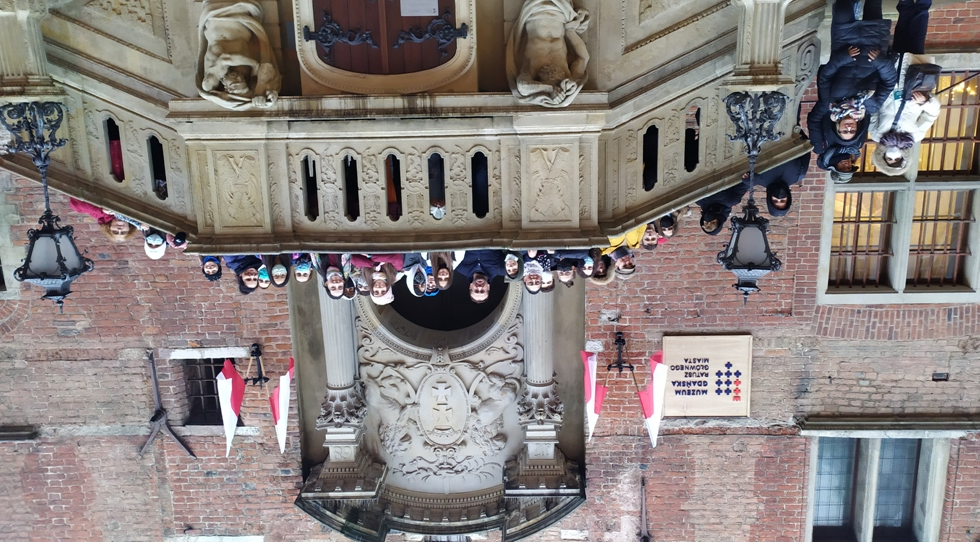 MUZEUM
GDAŃSKA
RATUSZ
GŁÓWNEGO
MIASTA